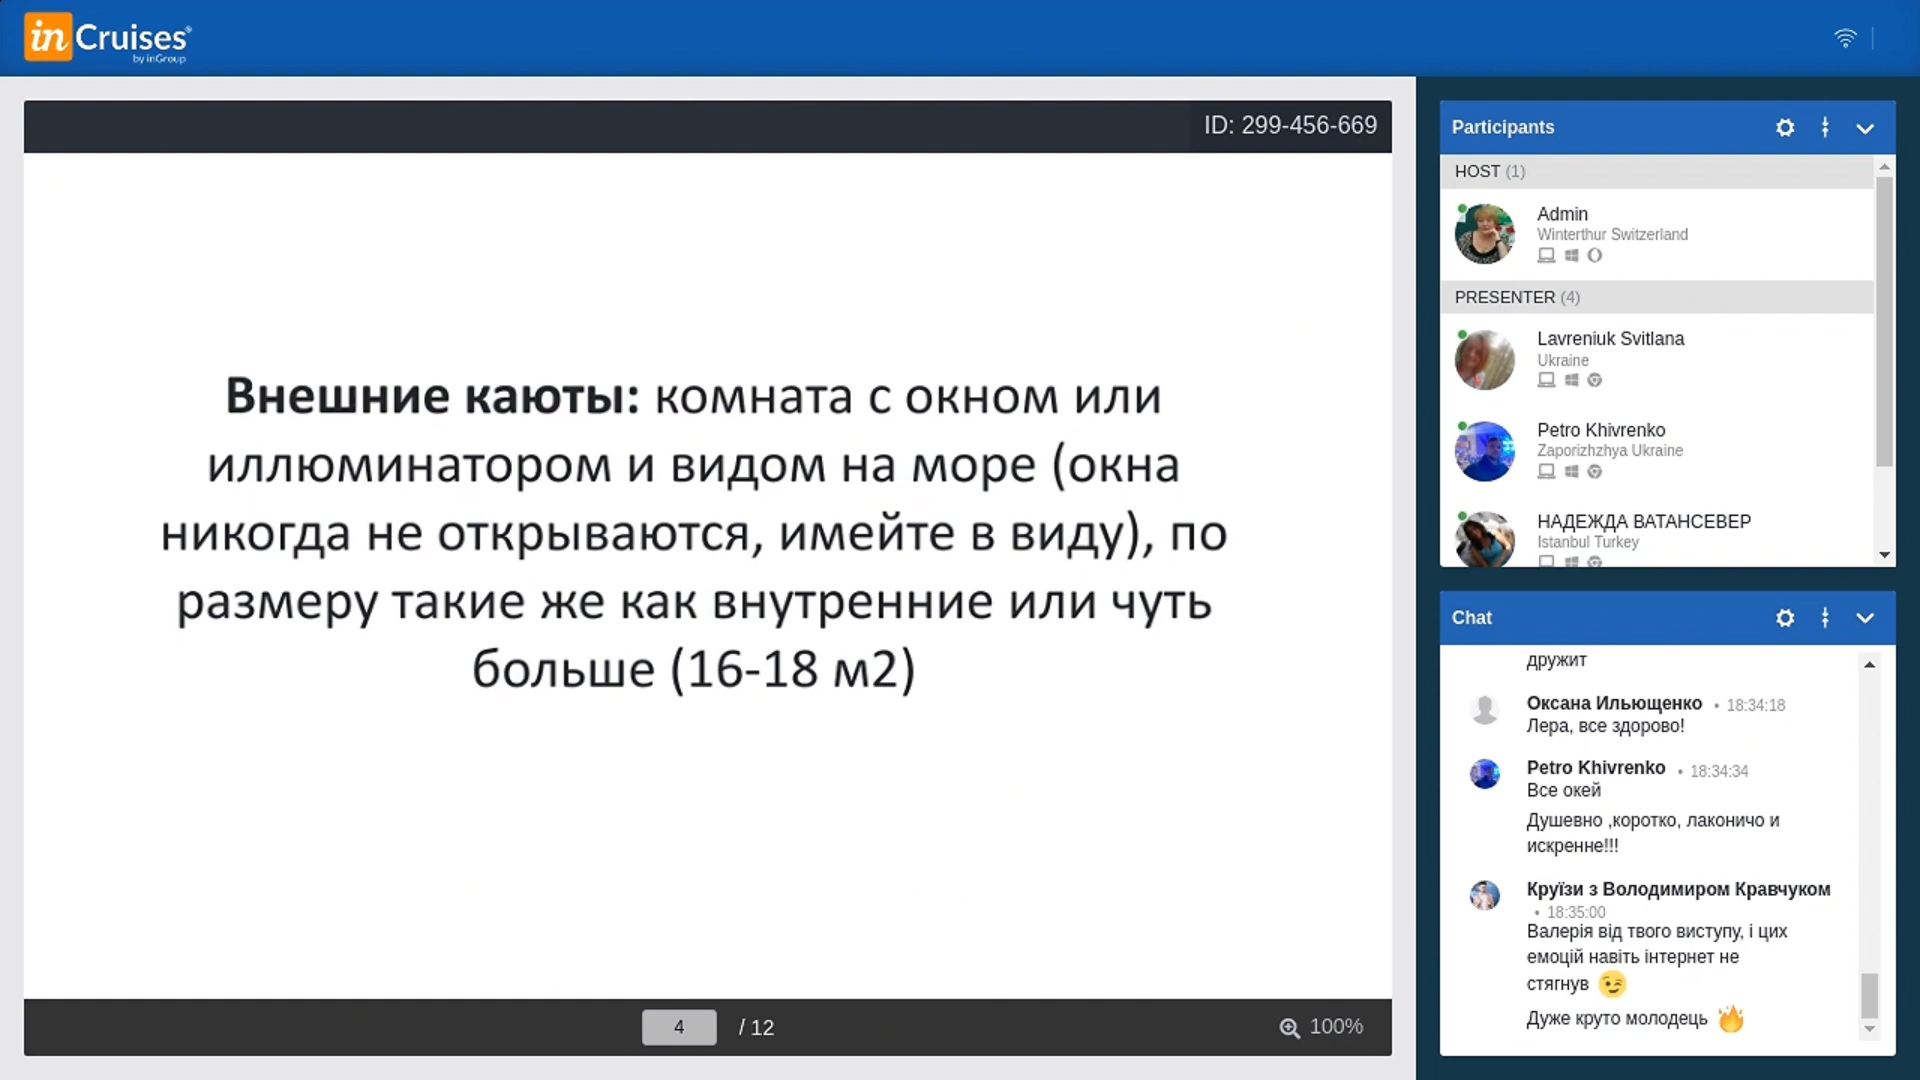 in Cruises®
by inGroup
ID: 299-456-669
Внешние каюты: комната с окном или
иллюминатором и видом на море (окна
никогда не открываются, имейте в виду), по
размеру такие же как внутренние или чуть
больше (16-18 м2)
4 / 12
100%
Participants
HOST (1)
Admin
Winterthur Switzerland
PRESENTER (4)
Lavreniuk Svitlana
Ukraine
Petro Khivrenko
Zaporizhzhya Ukraine
НАДЕЖДА ВАТАНСЕВЕР
Istanbul Turkey
Chat
дружит
Оксана Ильющенко • 18:34:18
Лера, все здорово!
Petro Khivrenko • 18:34:34
Все окей
Душевно ,коротко, лаконичо и
искренне!!!
Круїзи з Володимиром Кравчуком
• 18:35:00
Валерія від твого виступу, і цих
емоцій навіть інтернет не
стягнув 😉
Дуже круто молодець 🔥